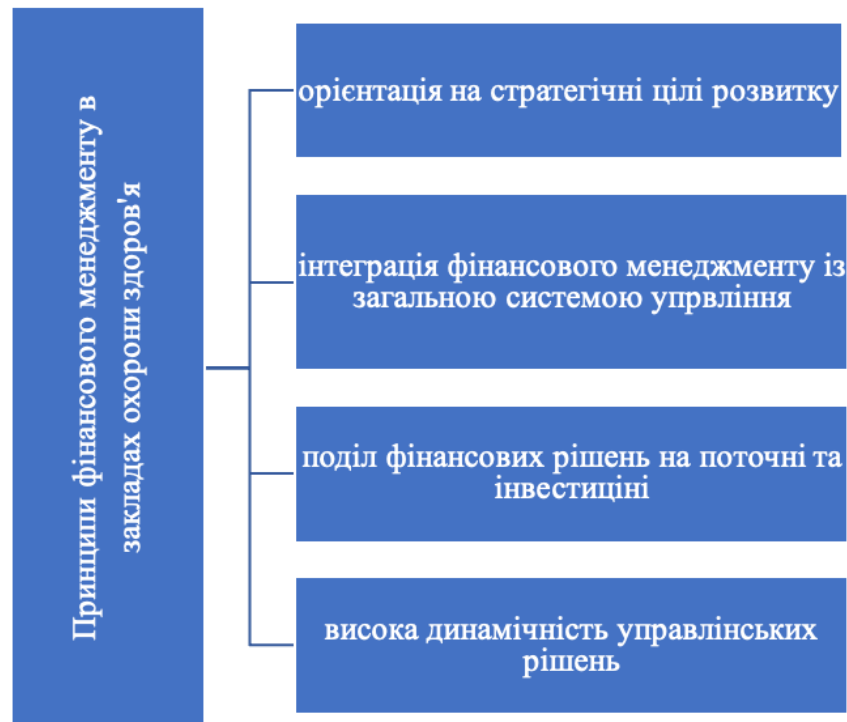 Принципи фінансового менеджменту в
закладах охорони здоров'я
орієнтація на стратегічні цілі розвитку
інтеграція фінансового менеджменту із
загальною системою упрвління
поділ фінансових рішень на поточні та
інвестиціні
висока динамічність управлінських
рішень